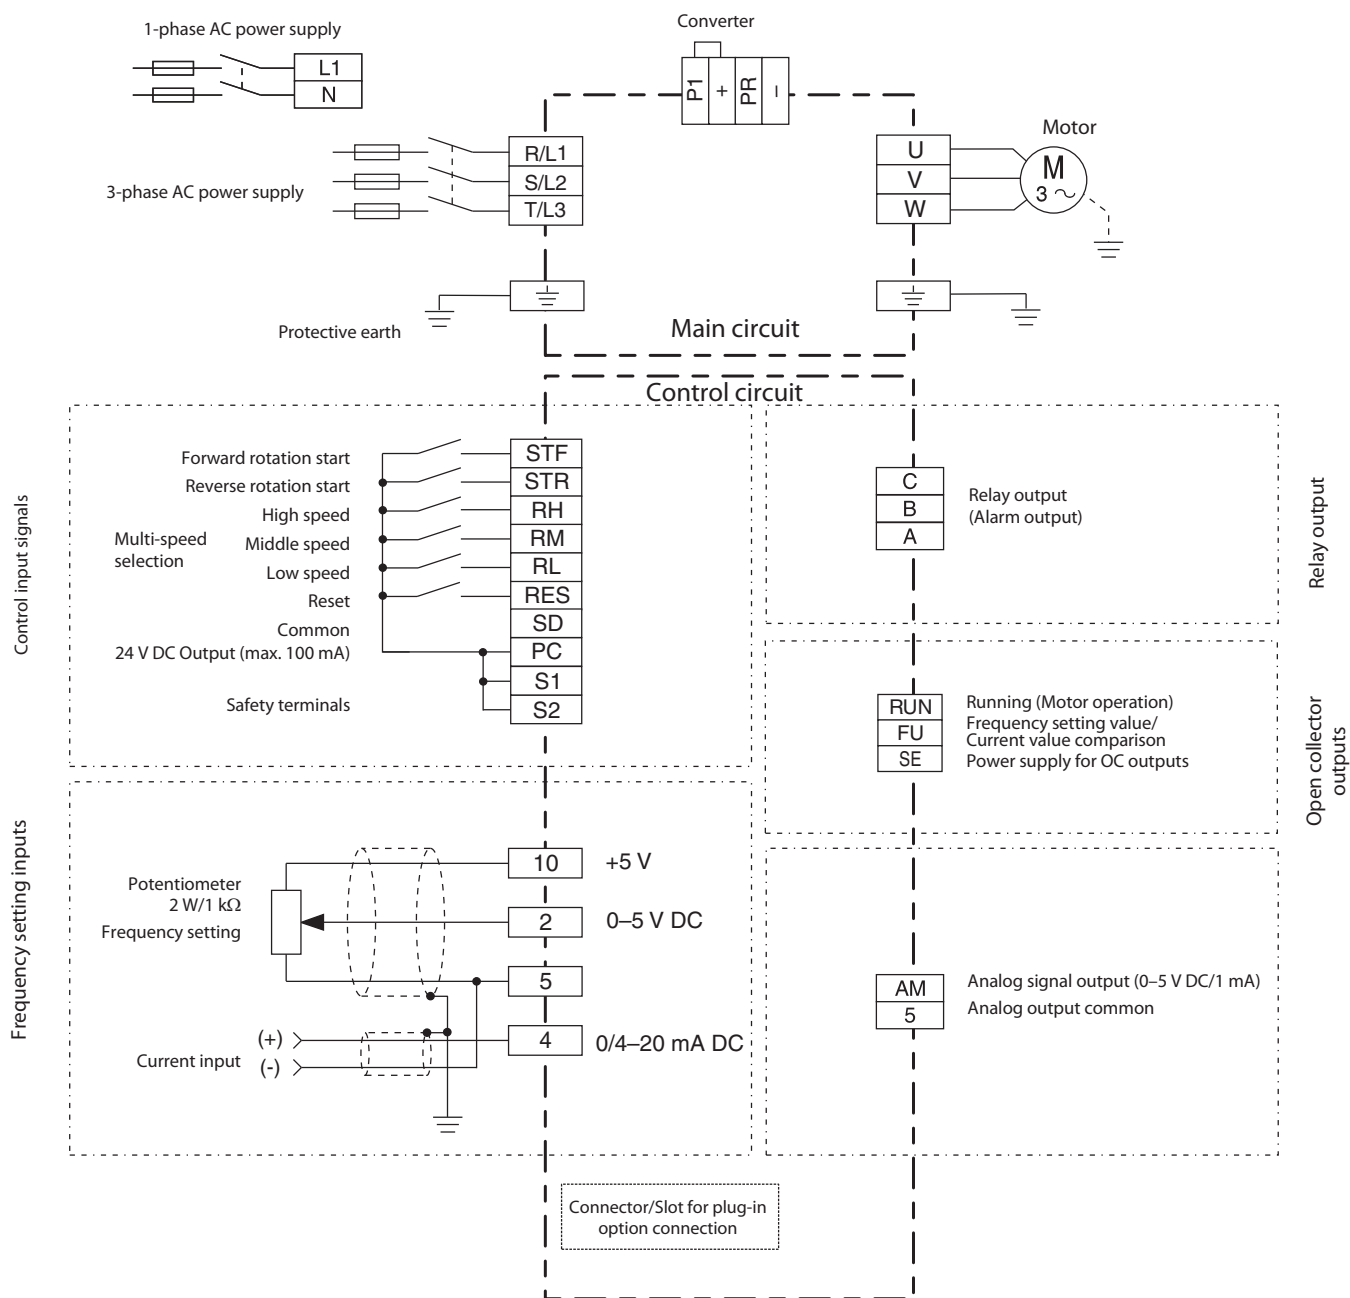 1-phase AC power supply
L1
N
Converter
P1
+
PR
–
R/L1
S/L2
T/L3
3-phase AC power supply
U
V
W
Motor
M
3 ~
Protective earth
Main circuit
Control circuit
Control input signals
Forward rotation start
Reverse rotation start
High speed
Multi-speed
selection
Middle speed
Low speed
Reset
Common
24 V DC Output (max. 100 mA)
Safety terminals
STF
STR
RH
RM
RL
RES
SD
PC
S1
S2
C
B
A
Relay output
(Alarm output)
Relay output
RUN
FU
SE
Running (Motor operation)
Frequency setting value/
Current value comparison
Power supply for OC outputs
Open collector
outputs
Frequency setting inputs
Potentiometer
2 W/1 kΩ
Frequency setting
10
+5 V
2
0–5 V DC
5
4
0/4–20 mA DC
Current input
(+)
(-)
AM
5
Analog signal output (0–5 V DC/1 mA)
Analog output common
Connector/Slot for plug-in
option connection